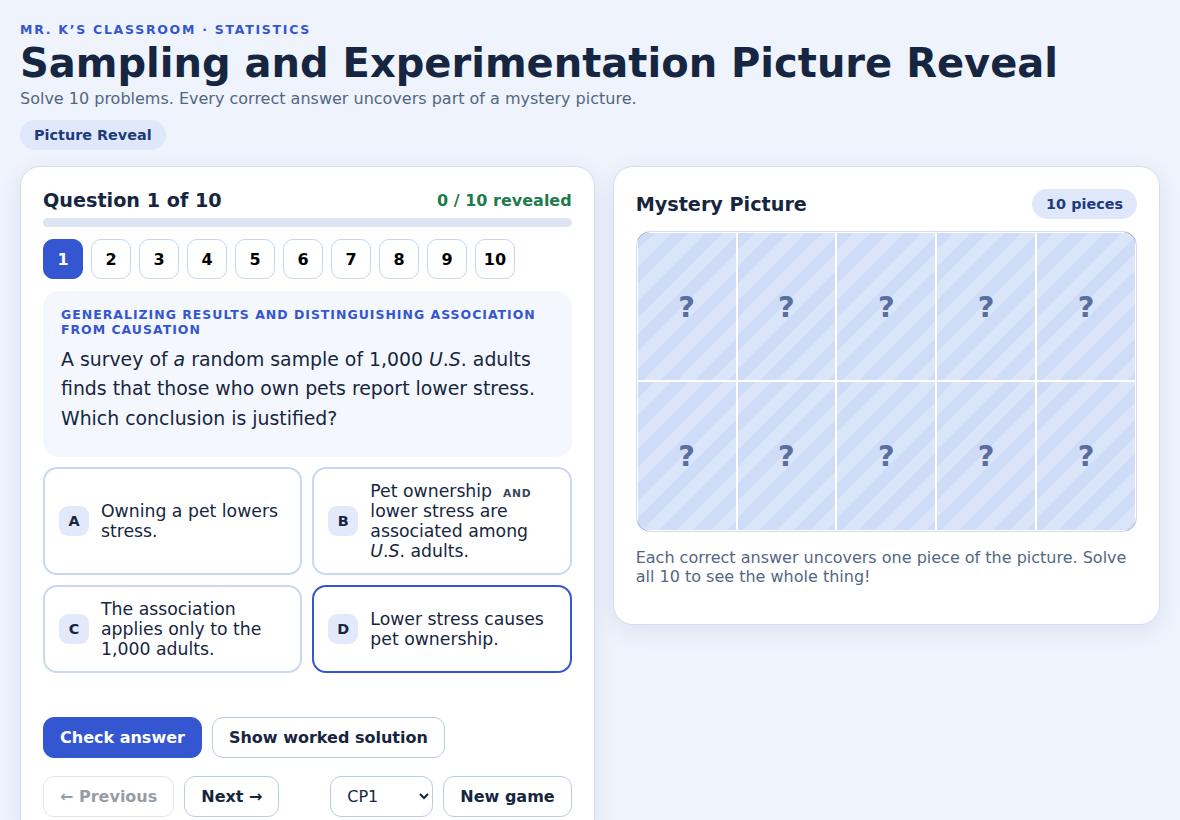 MR. K’S CLASSROOM · STATISTICS
Sampling and Experimentation Picture Reveal
Solve 10 problems. Every correct answer uncovers part of a mystery picture.
Picture Reveal
Question 1 of 10
0 / 10 revealed
1 2 3 4 5 6 7 8 9 10
GENERALIZING RESULTS AND DISTINGUISHING ASSOCIATION
FROM CAUSATION
A survey of a random sample of 1,000 U.S. adults
finds that those who own pets report lower stress.
Which conclusion is justified?
A
Owning a pet lowers
stress.
B
Pet ownership AND
lower stress are
associated among
U.S. adults.
C
The association
applies only to the
1,000 adults.
D
Lower stress causes
pet ownership.
Check answer
Show worked solution
← Previous
Next →
CP1
New game
Mystery Picture
10 pieces
? ? ? ? ?
? ? ? ? ?
Each correct answer uncovers one piece of the picture. Solve
all 10 to see the whole thing!